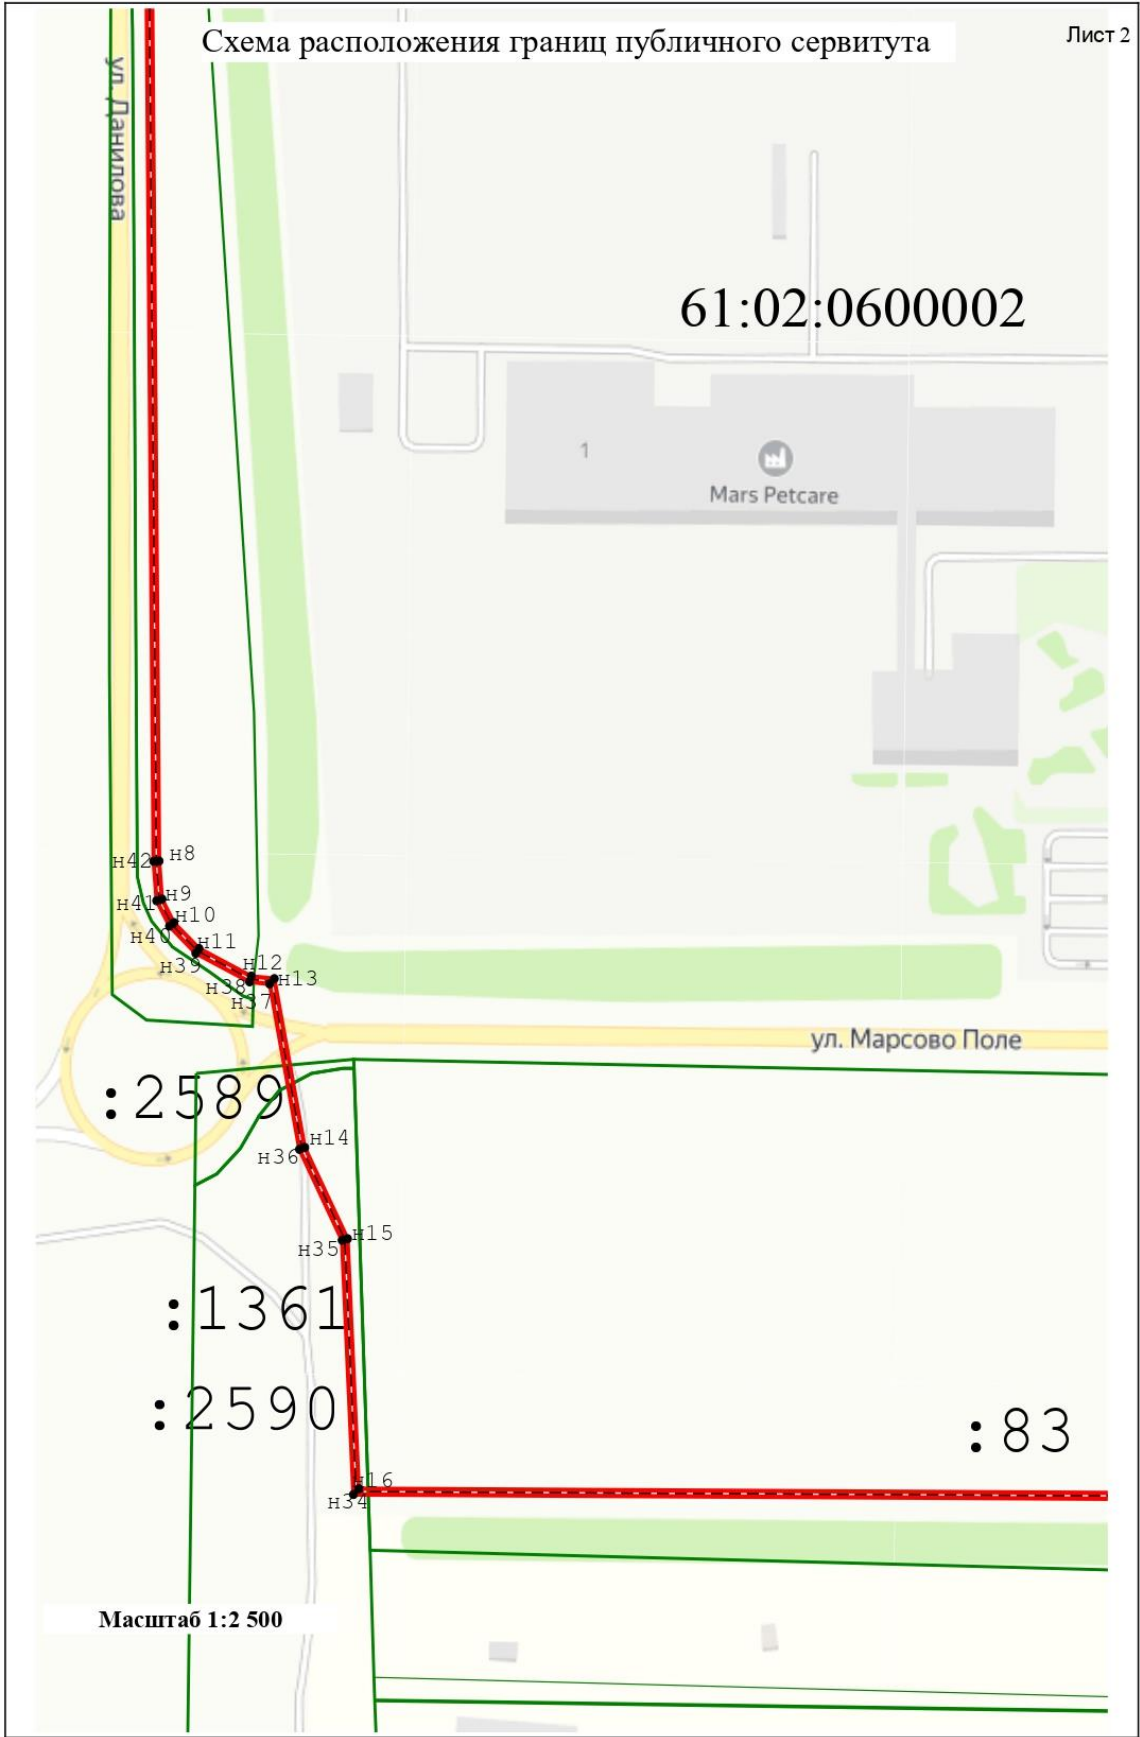 Лист 2
Схема расположения границ публичного сервитута
ул. Данилова
61:02:0600002
1
Mars Petcare
н42
н8
н9
н41
н10
н40
н11
н39
н12
н38
н13
н37
ул. Марсово Поле
:2589
н14
н36
н15
н35
:1361
:2590
:83
н16
н34
Масштаб 1:2 500